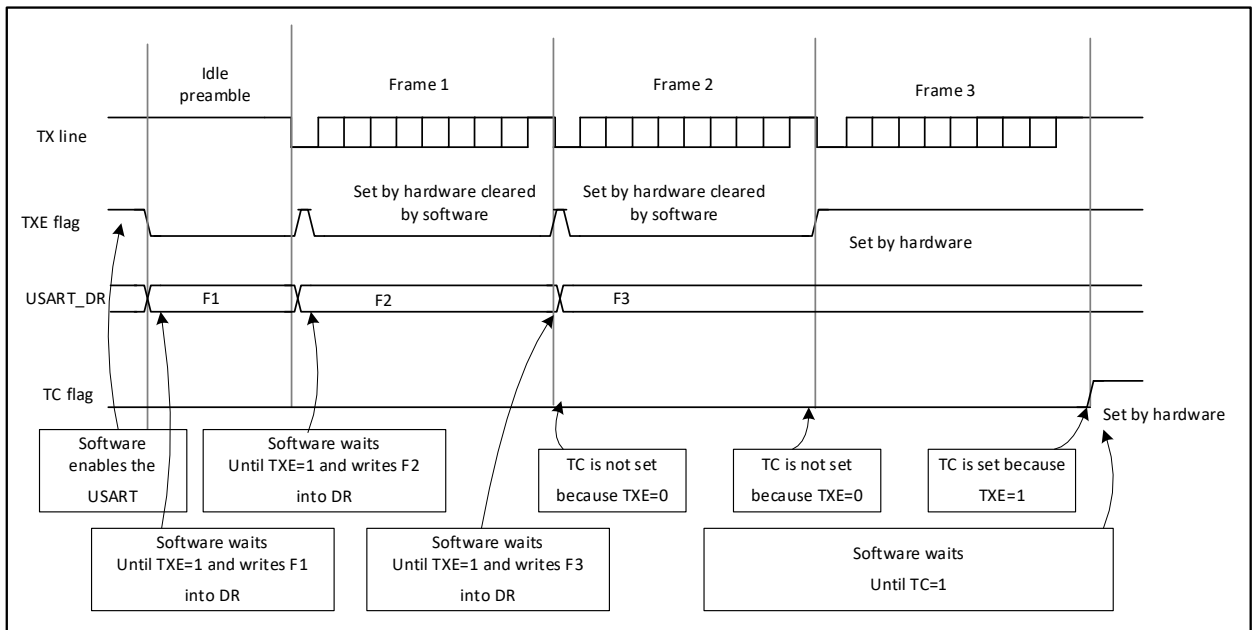 Idle
preamble
Frame 1
Frame 2
Frame 3
TX line
Set by hardware cleared
by software
Set by hardware cleared
by software
TXE flag
Set by hardware
USART_DR
F1
F2
F3
TC flag
Set by hardware
Software
enables the
USART
Software waits
Until TXE=1 and writes F2
into DR
TC is not set
because TXE=0
TC is not set
because TXE=0
TC is set because
TXE=1
Software waits
Until TXE=1 and writes F1
into DR
Software waits
Until TXE=1 and writes F3
into DR
Software waits
Until TC=1